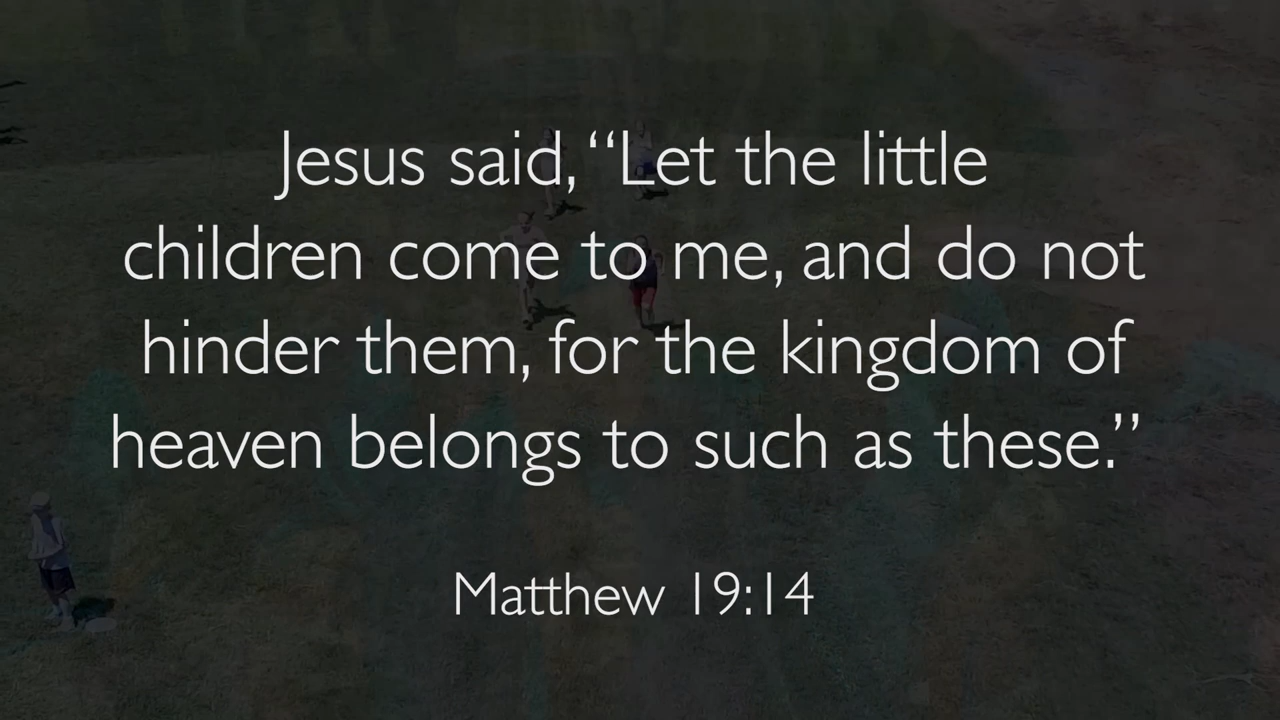 Jesus said, “Let the little
children come to me, and do not
hinder them, for the kingdom of
heaven belongs to such as these.”
Matthew 19:14